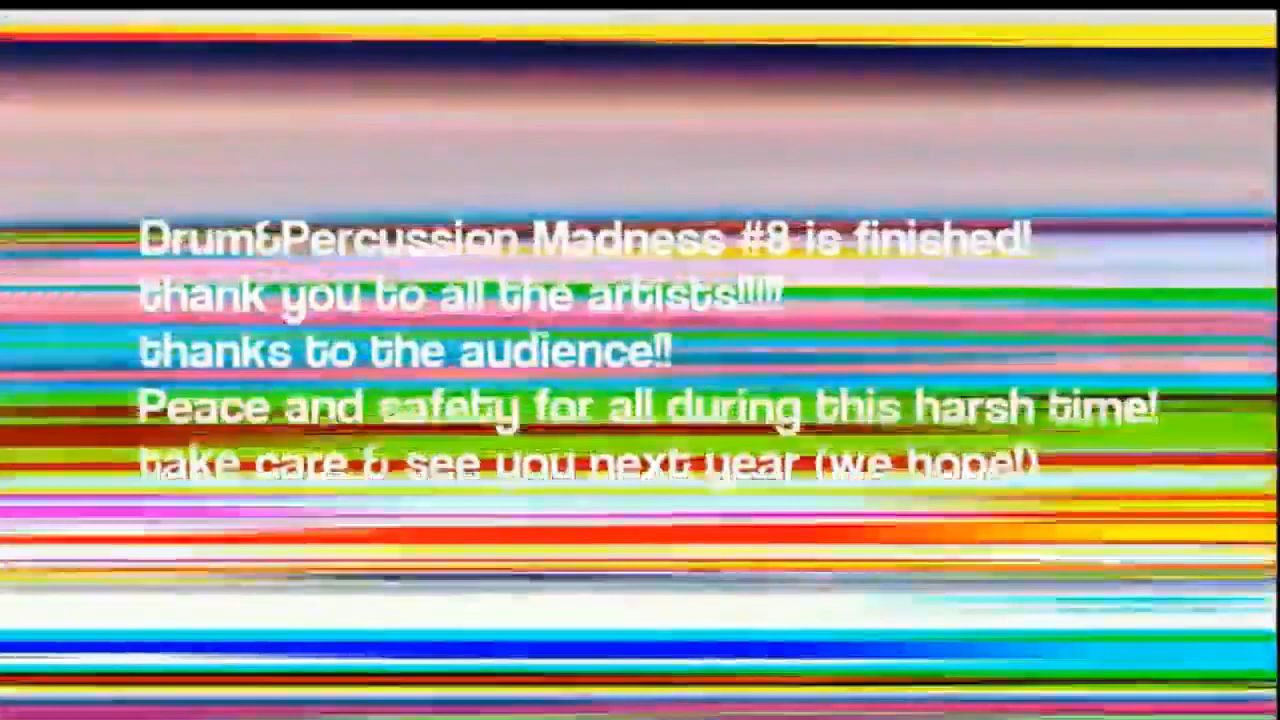 Drum&Percussion Madness #8 is finished!
thank you to all the artists!!!!!
thanks to the audience!!
Peace and safety for all during this harsh time!
take care & see you next year (we hope!)